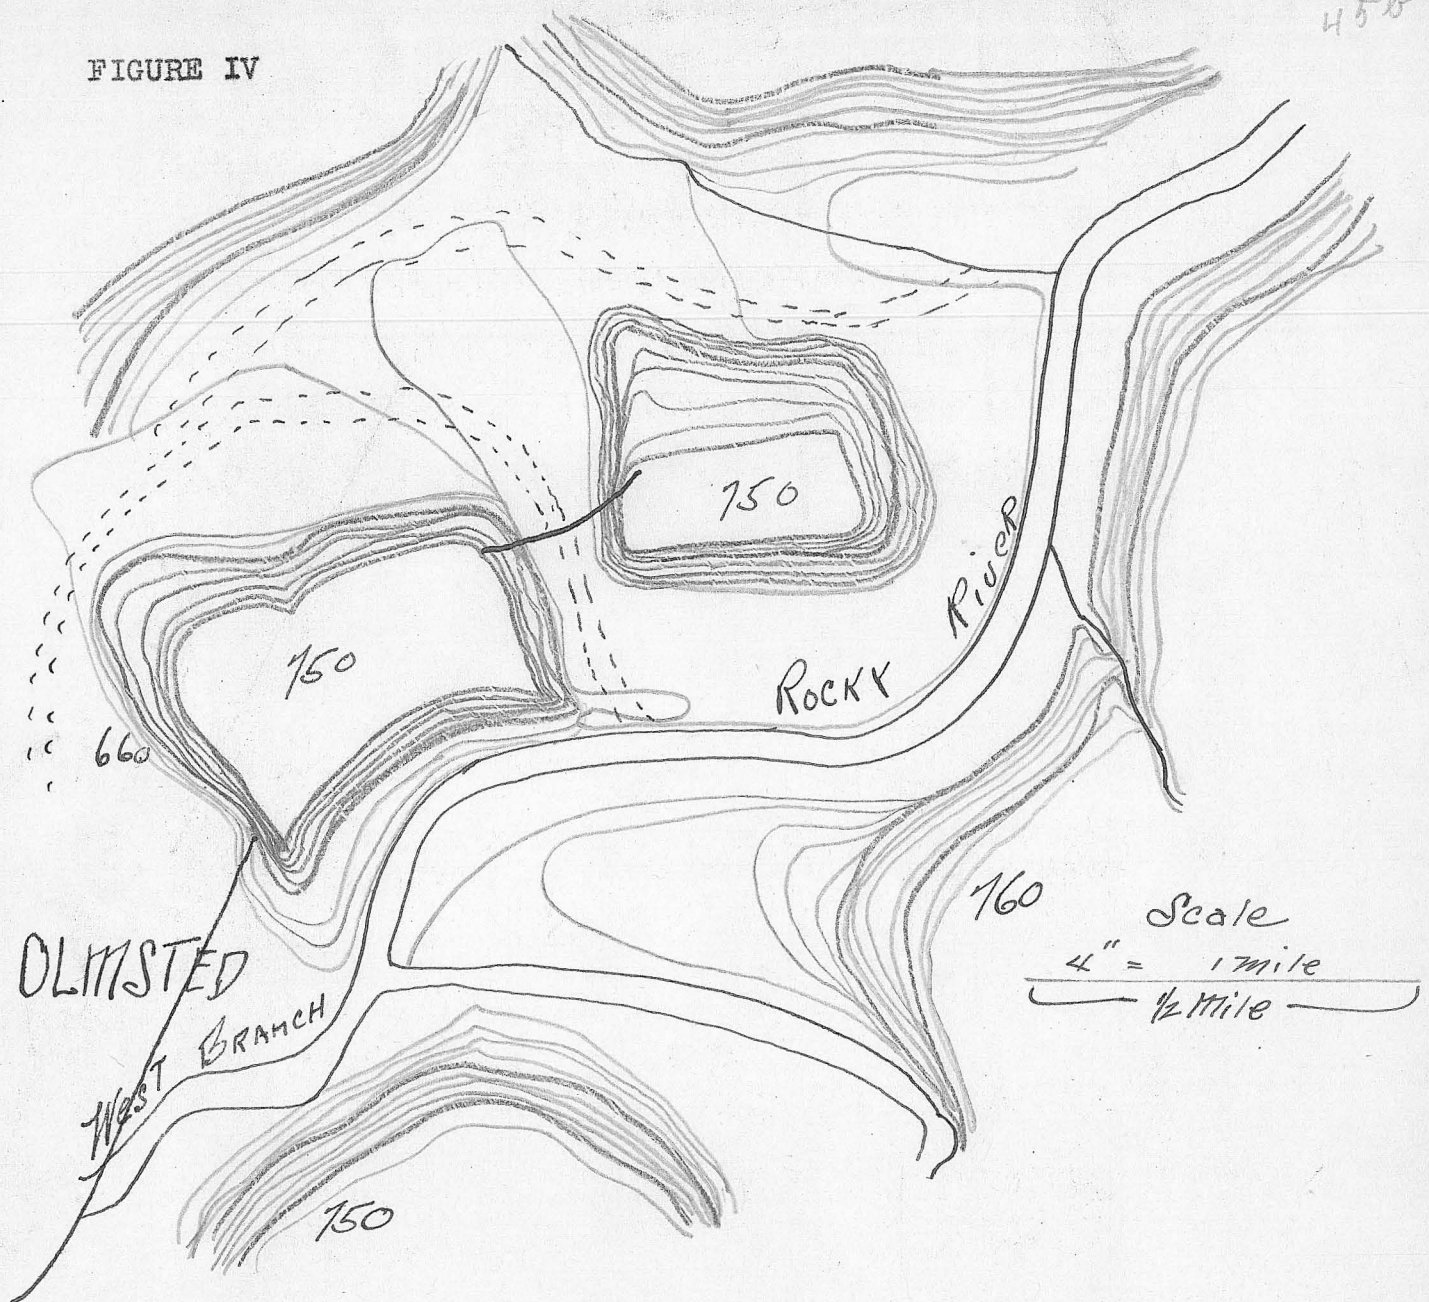 456
FIGURE IV
750
RIVER
ROCKY
750
660
760
Scale
4" = 1 mile
1/2 Mile
OLMSTED
WEST BRANCH
750